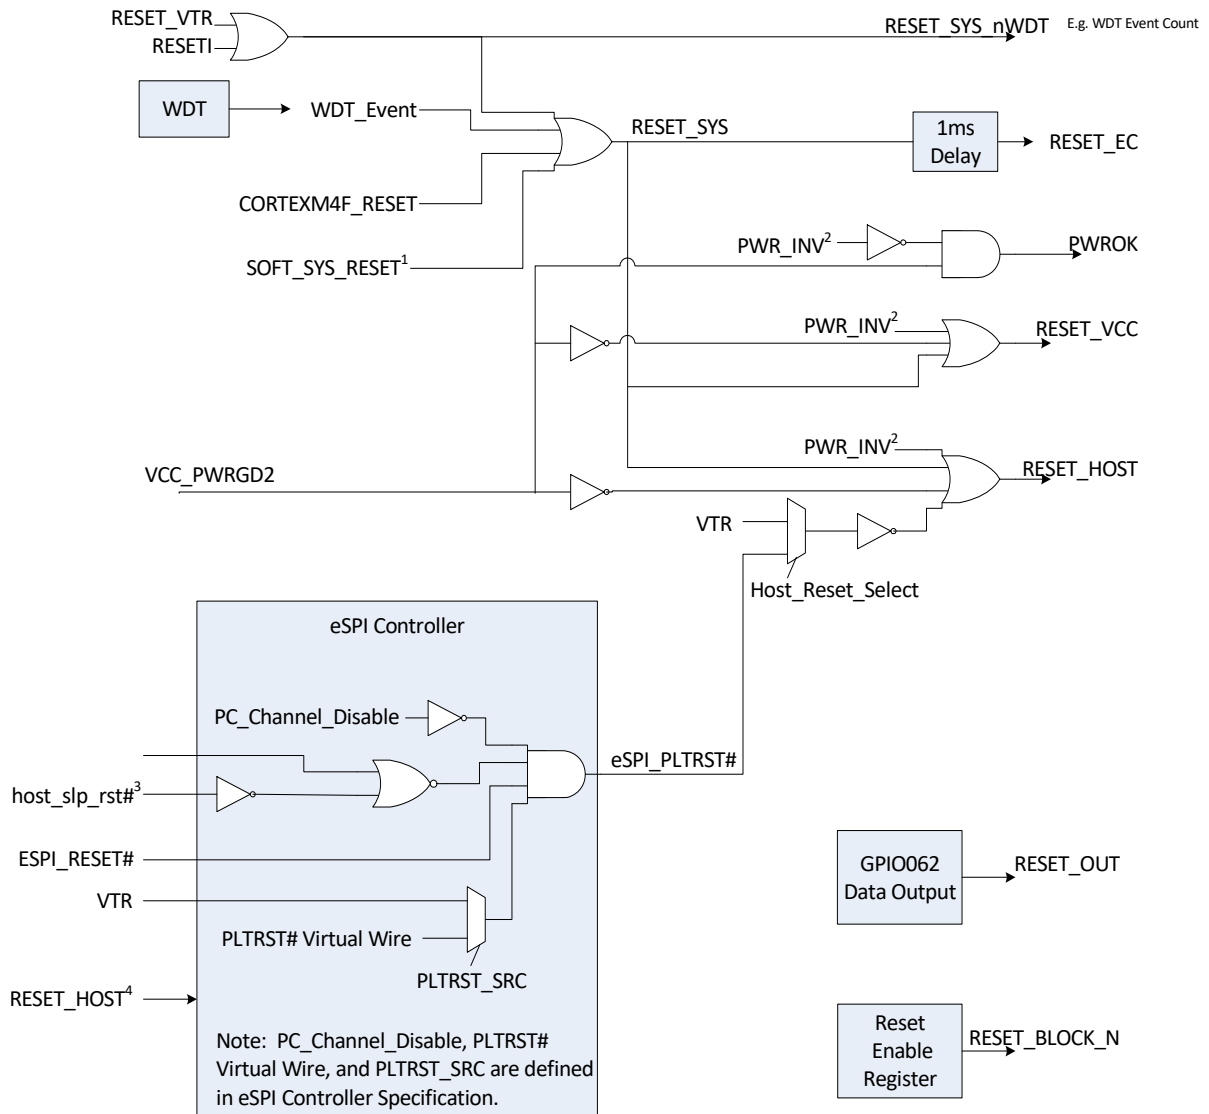 RESET_VTR
RESETI
RESET_SYS_nWDT
E.g. WDT Event Count
WDT
WDT_Event
RESET_SYS
1ms
Delay
RESET_EC
CORTEXM4F_RESET
SOFT_SYS_RESET¹
PWR_INV²
PWROK
PWR_INV²
RESET_VCC
PWR_INV²
RESET_HOST
VCC_PWRGD2
VTR
Host_Reset_Select
eSPI Controller
PC_Channel_Disable
eSPI_PLTRST#
host_slp_rst#³
ESPI_RESET#
VTR
PLTRST# Virtual Wire
PLTRST_SRC
RESET_HOST⁴
Note: PC_Channel_Disable, PLTRST#
Virtual Wire, and PLTRST_SRC are defined
in eSPI Controller Specification.
GPIO062
Data Output
RESET_OUT
Reset
Enable
Register
RESET_BLOCK_N